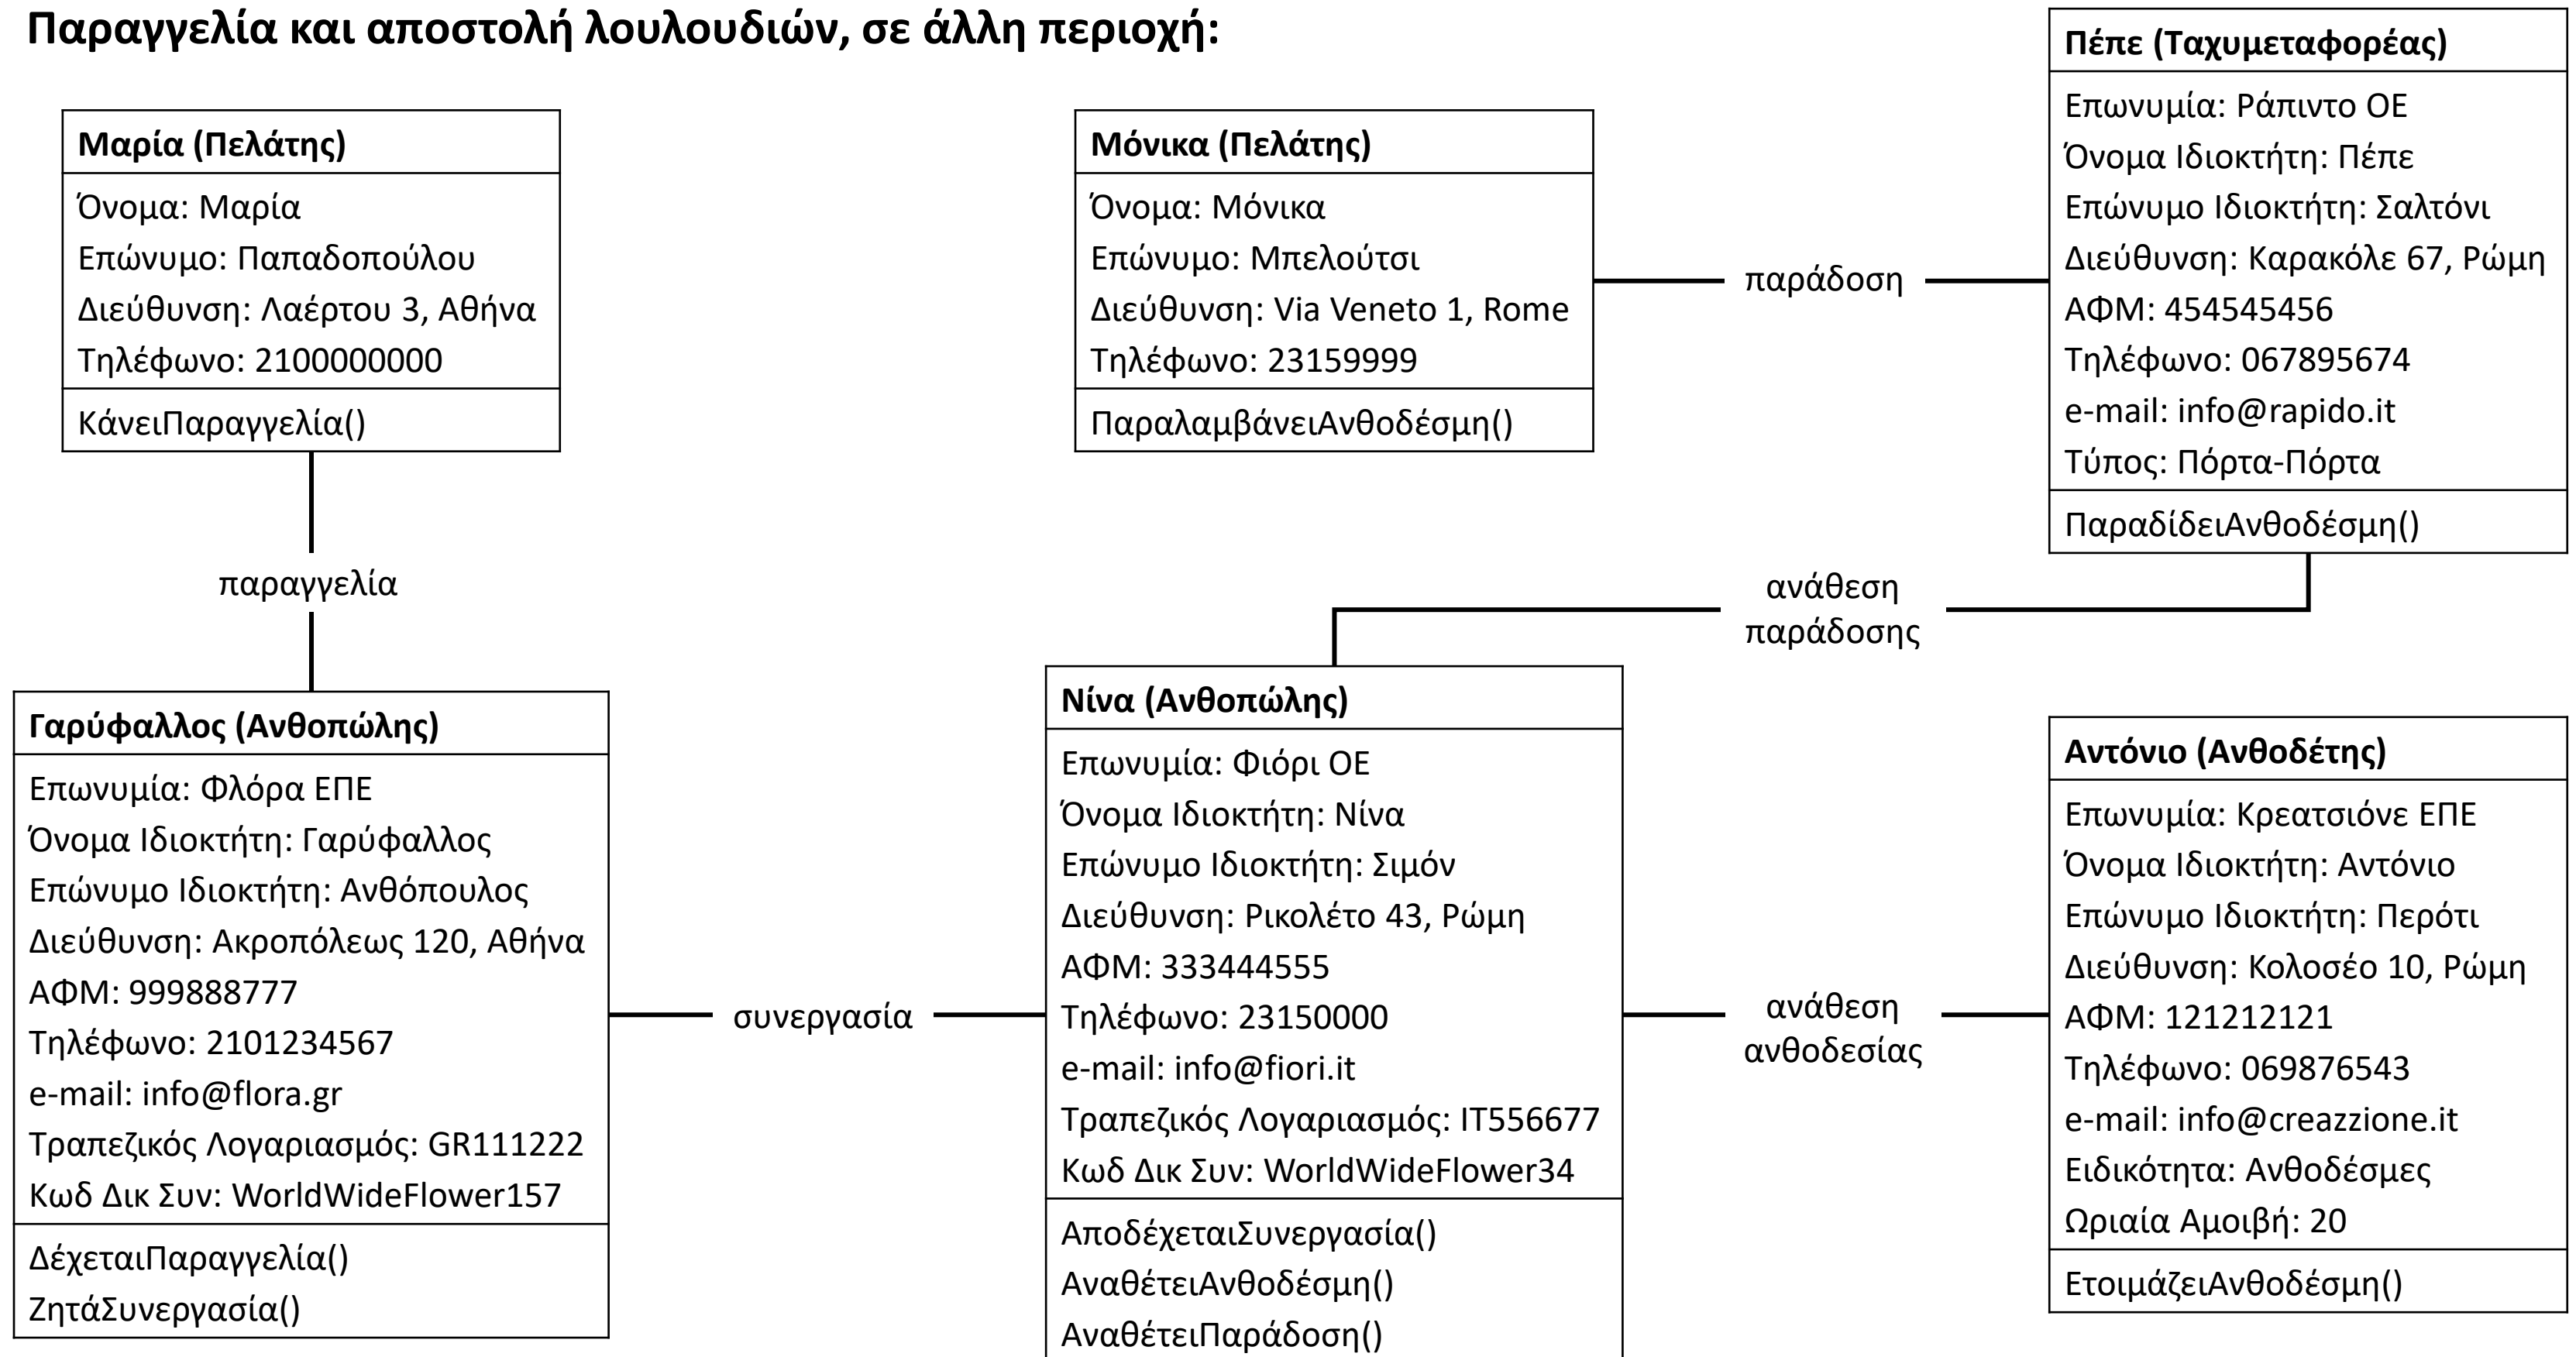 Παραγγελία και αποστολή λουλουδιών, σε άλλη περιοχή:
Μαρία (Πελάτης)
Όνομα: Μαρία
Επώνυμο: Παπαδοπούλου
Διεύθυνση: Λαέρτου 3, Αθήνα
Τηλέφωνο: 2100000000
ΚάνειΠαραγγελία()
Μόνικα (Πελάτης)
Όνομα: Μόνικα
Επώνυμο: Μπελούτσι
Διεύθυνση: Via Veneto 1, Rome
Τηλέφωνο: 23159999
ΠαραλαμβάνειΑνθοδέσμη()
παράδοση
Πέπε (Ταχυμεταφορέας)
Επωνυμία: Ράπιντο ΟΕ
Όνομα Ιδιοκτήτη: Πέπε
Επώνυμο Ιδιοκτήτη: Σαλτόνι
Διεύθυνση: Καρακόλε 67, Ρώμη
ΑΦΜ: 454545456
Τηλέφωνο: 067895674
e-mail: info@rapido.it
Τύπος: Πόρτα-Πόρτα
ΠαραδίδειΑνθοδέσμη()
παραγγελία
ανάθεση
παράδοσης
Γαρύφαλλος (Ανθοπώλης)
Επωνυμία: Φλόρα ΕΠΕ
Όνομα Ιδιοκτήτη: Γαρύφαλλος
Επώνυμο Ιδιοκτήτη: Ανθόπουλος
Διεύθυνση: Ακροπόλεως 120, Αθήνα
ΑΦΜ: 999888777
Τηλέφωνο: 2101234567
e-mail: info@flora.gr
Τραπεζικός Λογαριασμός: GR111222
Κωδ Δικ Συν: WorldWideFlower157
ΔέχεταιΠαραγγελία()
ΖητάΣυνεργασία()
συνεργασία
Νίνα (Ανθοπώλης)
Επωνυμία: Φιόρι ΟΕ
Όνομα Ιδιοκτήτη: Νίνα
Επώνυμο Ιδιοκτήτη: Σιμόν
Διεύθυνση: Ρικολέτο 43, Ρώμη
ΑΦΜ: 333444555
Τηλέφωνο: 23150000
e-mail: info@fiori.it
Τραπεζικός Λογαριασμός: IT556677
Κωδ Δικ Συν: WorldWideFlower34
ΑποδέχεταιΣυνεργασία()
ΑναθέτειΑνθοδέσμη()
ΑναθέτειΠαράδοση()
ανάθεση
ανθοδεσίας
Αντόνιο (Ανθοδέτης)
Επωνυμία: Κρεατσιόνε ΕΠΕ
Όνομα Ιδιοκτήτη: Αντόνιο
Επώνυμο Ιδιοκτήτη: Περότι
Διεύθυνση: Κολοσέο 10, Ρώμη
ΑΦΜ: 121212121
Τηλέφωνο: 069876543
e-mail: info@creazzione.it
Ειδικότητα: Ανθοδέσμες
Ωριαία Αμοιβή: 20
ΕτοιμάζειΑνθοδέσμη()